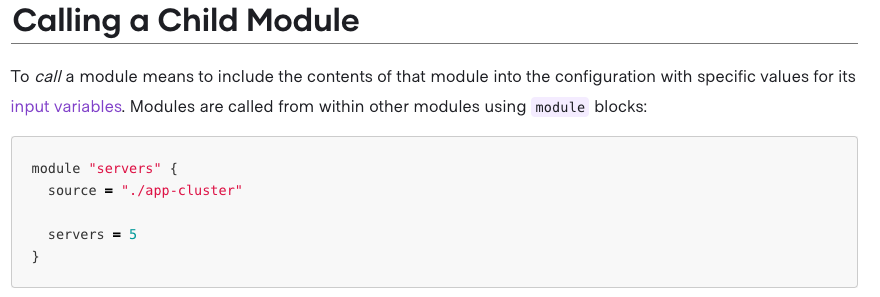 Calling a Child Module
To call a module means to include the contents of that module into the configuration with specific values for its
input variables. Modules are called from within other modules using module blocks:
module "servers" {
  source = "./app-cluster"

  servers = 5
}